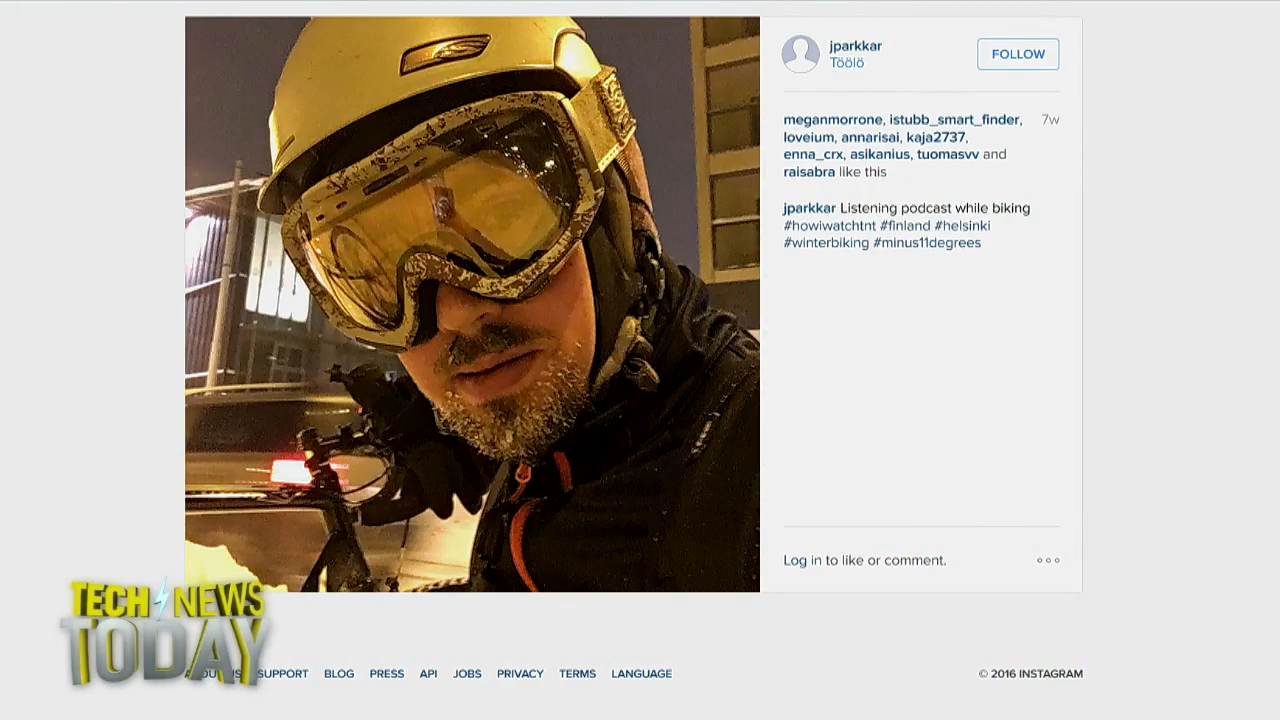 jparkkar
Töölö
FOLLOW
meganmorrone, istubb_smart_finder,
7w
loveium, annarisai, kaja2737,
enna_crx, asikanius, tuomasvv and
raisabra like this
jparkkar Listening podcast while biking
#howiwatchtnt #finland #helsinki
#winterbiking #minus11degrees
Log in to like or comment.
TECH NEWS
TODAY
SUPPORT BLOG PRESS API JOBS PRIVACY TERMS LANGUAGE
© 2016 INSTAGRAM